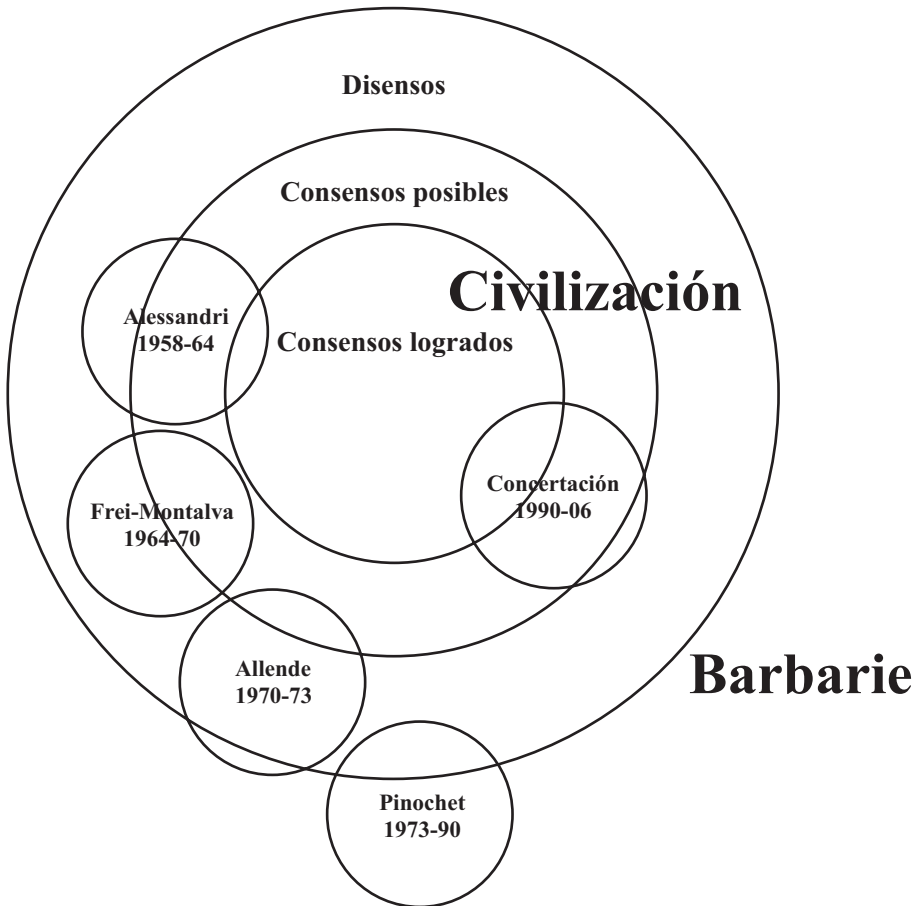 Disensos
Consensos posibles
Civilización
Alessandri
1958-64
Consensos logrados
Concertación
1990-06
Frei-Montalva
1964-70
Allende
1970-73
Barbarie
Pinochet
1973-90